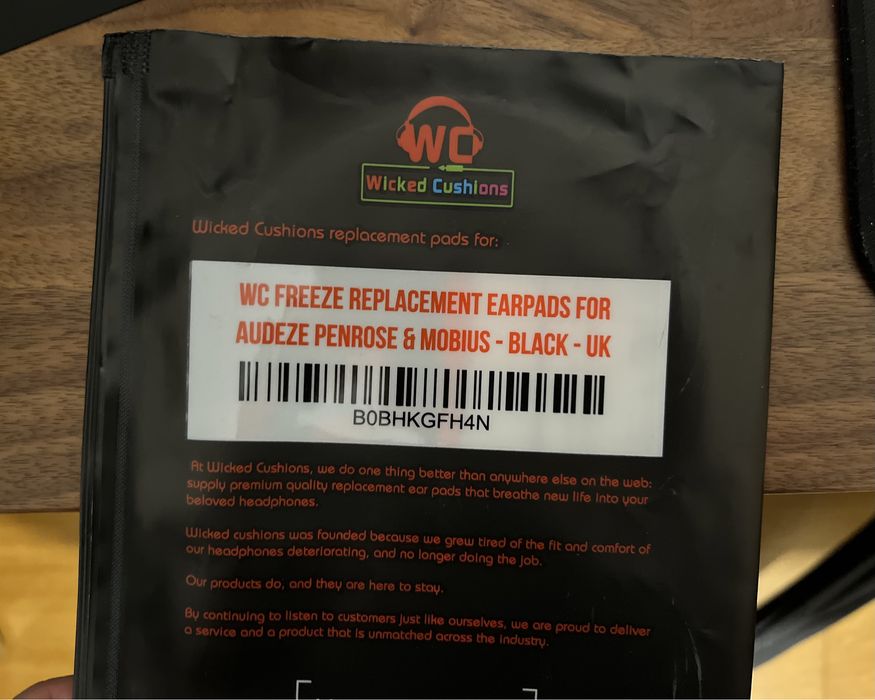 WC
Wicked Cushions
Wicked Cushions replacement pads for:
WC FREEZE REPLACEMENT EARPADS FOR
AUDEZE PENROSE & MOBIUS - BLACK - UK
B0BHKGFH4N
At Wicked Cushions, we do one thing better than anywhere else on the web:
supply premium quality replacement ear pads that breathe new life into your
beloved headphones.
Wicked cushions was founded because we grew tired of the fit and comfort of
our headphones deteriorating, and no longer doing the job.
Our products do, and they are here to stay.
By continuing to listen to customers just like ourselves, we are proud to deliver
a service and a product that is unmatched across the industry.